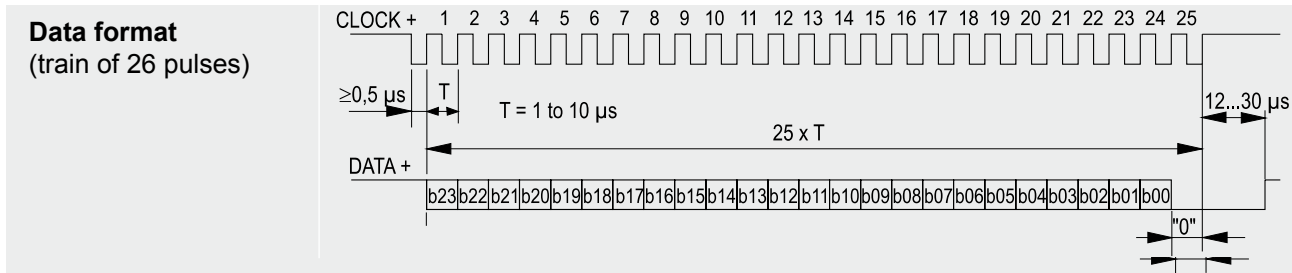 Data format
(train of 26 pulses)
CLOCK + 1 2 3 4 5 6 7 8 9 10 11 12 13 14 15 16 17 18 19 20 21 22 23 24 25
≥0,5 µs T T = 1 to 10 µs 12...30 µs
25 x T
DATA +
b23 b22 b21 b20 b19 b18 b17 b16 b15 b14 b13 b12 b11 b10 b09 b08 b07 b06 b05 b04 b03 b02 b01 b00
"0"